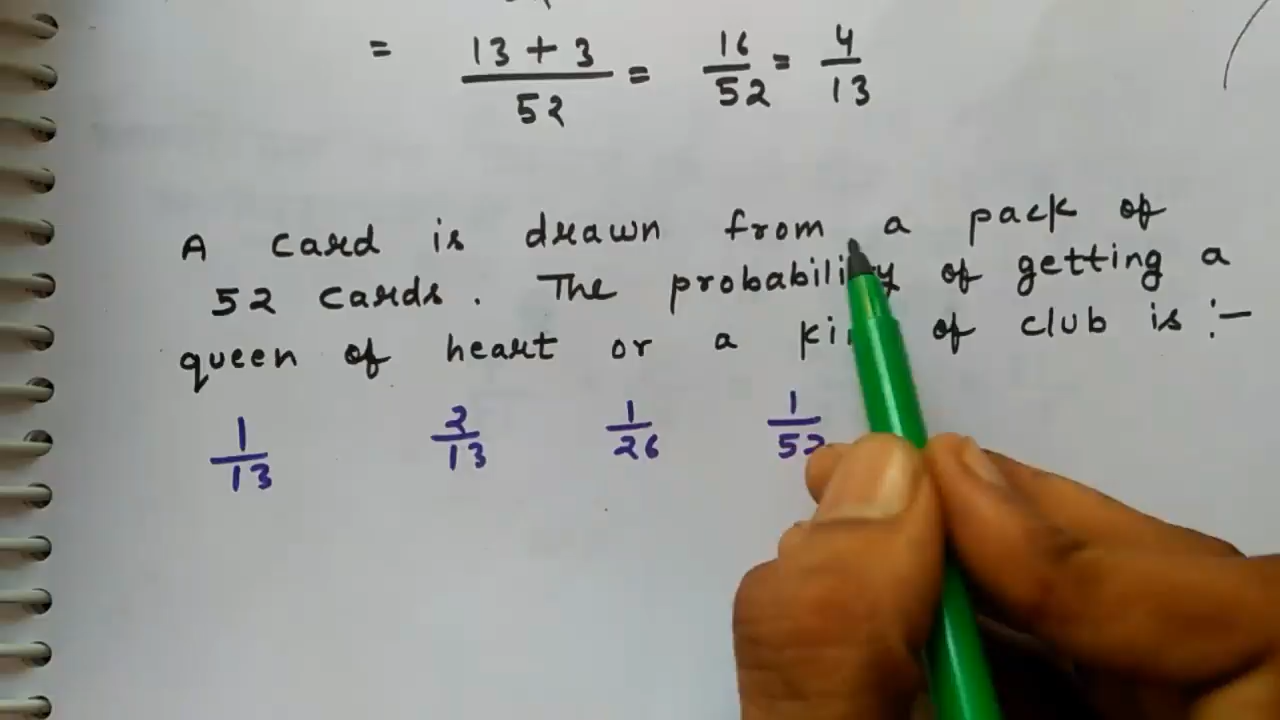 = 13 + 3 / 52 = 16 / 52 = 4 / 13
A card is drawn from a pack of
52 cards. The probability of getting a
queen of heart or a of club is :-
1/13 2/13 1/26 1/52